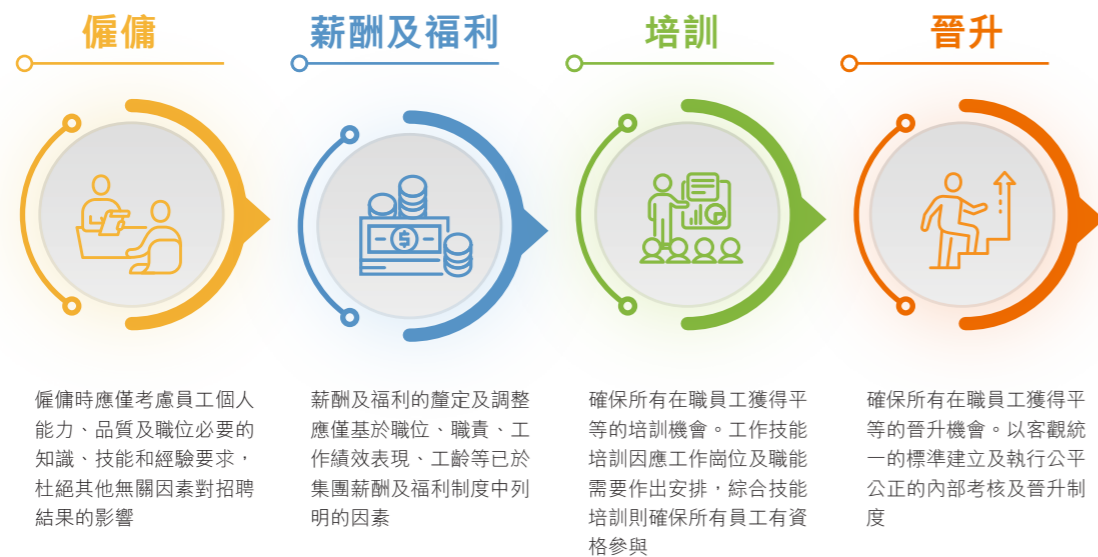 僱傭
僱傭時應僅考慮員工個人
能力、品質及職位必要的
知識、技能和經驗要求，
杜絕其他無關因素對招聘
結果的影響
薪酬及福利
薪酬及福利的釐定及調整
應僅基於職位、職責、工
作績效表現、工齡等已於
集團薪酬及福利制度中列
明的因素
培訓
確保所有在職員工獲得平
等的培訓機會。工作技能
培訓因應工作崗位及職能
需要作出安排，綜合技能
培訓則確保所有員工有資
格參與
晉升
確保所有在職員工獲得平
等的晉升機會。以客觀統
一的標準建立及執行公平
公正的內部考核及晉升制
度